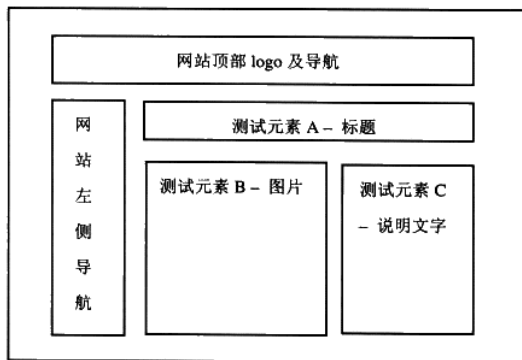 网站顶部 logo 及导航
网
站
左
侧
导
航
测试元素 A – 标题
测试元素 B – 图片
测试元素 C
– 说明文字